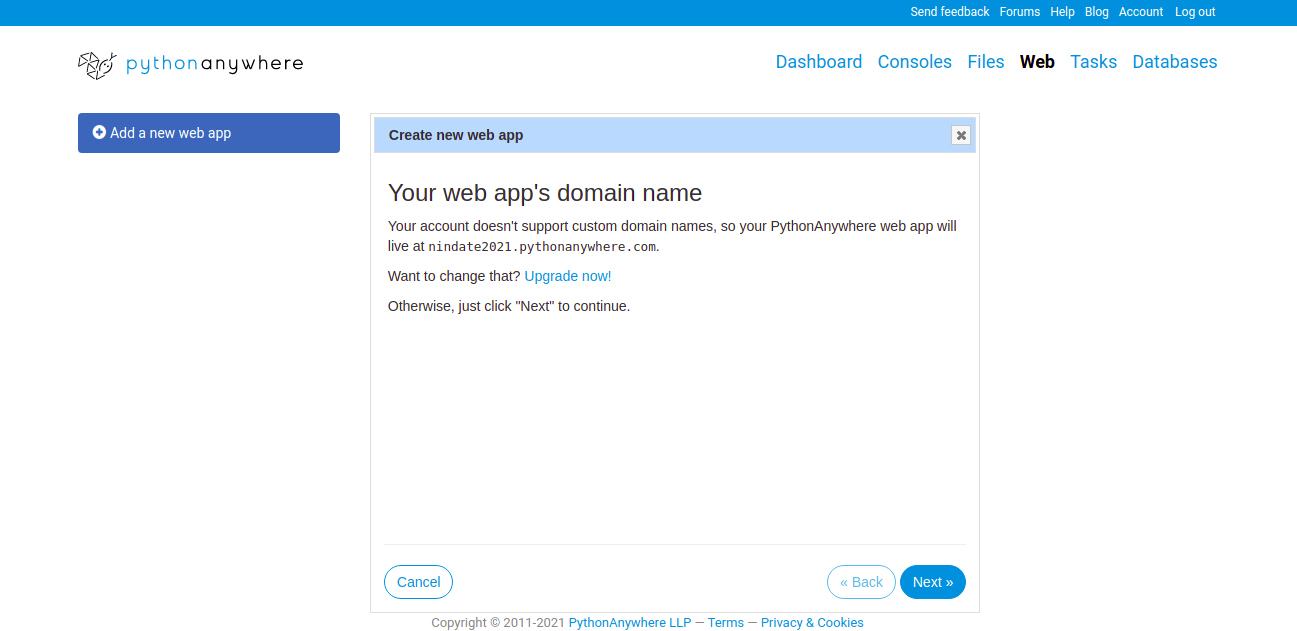 Send feedback Forums Help Blog Account Log out
pythonanywhere
Dashboard Consoles Files Web Tasks Databases
Add a new web app
Create new web app
Your web app's domain name
Your account doesn't support custom domain names, so your PythonAnywhere web app will
live at nindate2021.pythonanywhere.com.
Want to change that? Upgrade now!
Otherwise, just click "Next" to continue.
Cancel
« Back
Next »
Copyright © 2011-2021 PythonAnywhere LLP — Terms — Privacy & Cookies